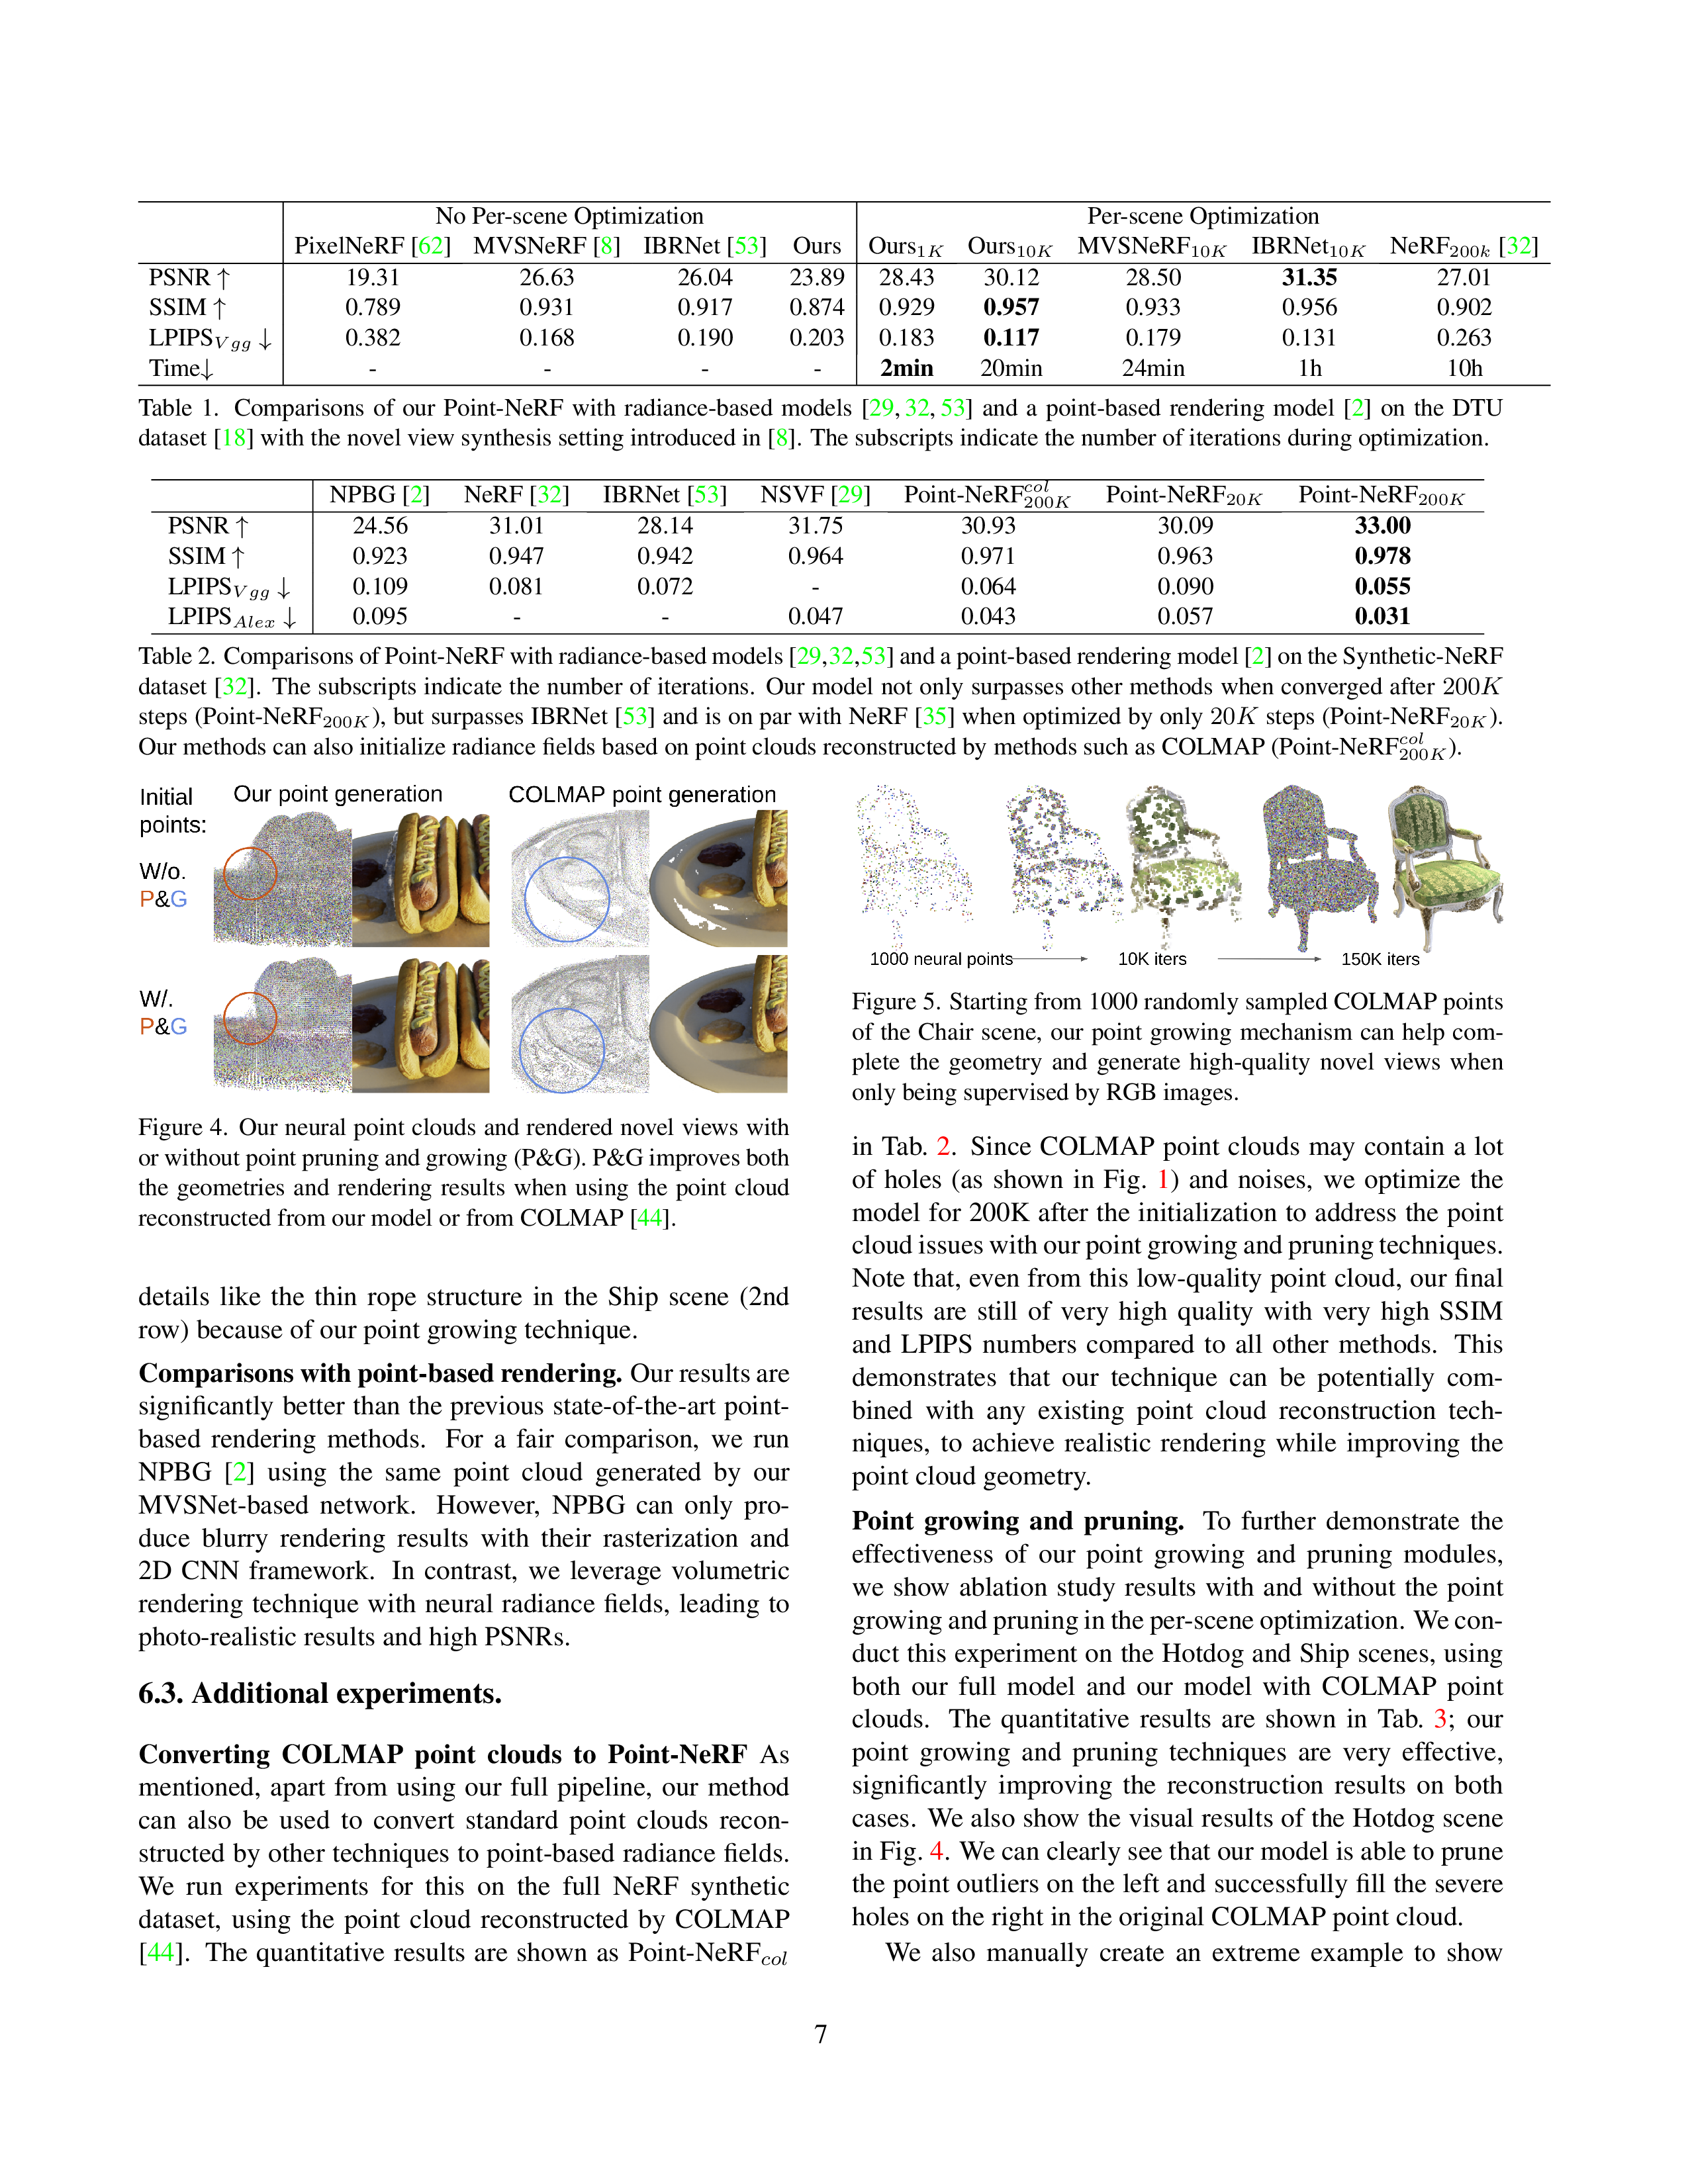 No Per-scene Optimization Per-scene Optimization
PixelNeRF [62] MVSNeRF [8] IBRNet [53] Ours Ours1K Ours10K MVSNeRF10K IBRNet10K NeRF200k [32]
PSNR ↑ 19.31 26.63 26.04 23.89 28.43 30.12 28.50 31.35 27.01
SSIM ↑ 0.789 0.931 0.917 0.874 0.929 0.957 0.933 0.956 0.902
LPIPSVgg ↓ 0.382 0.168 0.190 0.203 0.183 0.117 0.179 0.131 0.263
Time↓ - - - - 2min 20min 24min 1h 10h
Table 1. Comparisons of our Point-NeRF with radiance-based models [29, 32, 53] and a point-based rendering model [2] on the DTU
dataset [18] with the novel view synthesis setting introduced in [8]. The subscripts indicate the number of iterations during optimization.
NPBG [2] NeRF [32] IBRNet [53] NSVF [29] Point-NeRF200K^col Point-NeRF20K Point-NeRF200K
PSNR ↑ 24.56 31.01 28.14 31.75 30.93 30.09 33.00
SSIM ↑ 0.923 0.947 0.942 0.964 0.971 0.963 0.978
LPIPSVgg ↓ 0.109 0.081 0.072 - 0.064 0.090 0.055
LPIPSAlex ↓ 0.095 - - 0.047 0.043 0.057 0.031
Table 2. Comparisons of Point-NeRF with radiance-based models [29,32,53] and a point-based rendering model [2] on the Synthetic-NeRF
dataset [32]. The subscripts indicate the number of iterations. Our model not only surpasses other methods when converged after 200K
steps (Point-NeRF200K), but surpasses IBRNet [53] and is on par with NeRF [35] when optimized by only 20K steps (Point-NeRF20K).
Our methods can also initialize radiance fields based on point clouds reconstructed by methods such as COLMAP (Point-NeRF200K^col).
Initial points: Our point generation COLMAP point generation
W/o.
P&G
W/.
P&G
Figure 4. Our neural point clouds and rendered novel views with
or without point pruning and growing (P&G). P&G improves both
the geometries and rendering results when using the point cloud
reconstructed from our model or from COLMAP [44].
details like the thin rope structure in the Ship scene (2nd
row) because of our point growing technique.
Comparisons with point-based rendering. Our results are
significantly better than the previous state-of-the-art point-
based rendering methods. For a fair comparison, we run
NPBG [2] using the same point cloud generated by our
MVSNet-based network. However, NPBG can only pro-
duce blurry rendering results with their rasterization and
2D CNN framework. In contrast, we leverage volumetric
rendering technique with neural radiance fields, leading to
photo-realistic results and high PSNRs.
6.3. Additional experiments.
Converting COLMAP point clouds to Point-NeRF As
mentioned, apart from using our full pipeline, our method
can also be used to convert standard point clouds recon-
structed by other techniques to point-based radiance fields.
We run experiments for this on the full NeRF synthetic
dataset, using the point cloud reconstructed by COLMAP
[44]. The quantitative results are shown as Point-NeRFcol
1000 neural points 10K iters 150K iters
Figure 5. Starting from 1000 randomly sampled COLMAP points
of the Chair scene, our point growing mechanism can help com-
plete the geometry and generate high-quality novel views when
only being supervised by RGB images.
in Tab. 2. Since COLMAP point clouds may contain a lot
of holes (as shown in Fig. 1) and noises, we optimize the
model for 200K after the initialization to address the point
cloud issues with our point growing and pruning techniques.
Note that, even from this low-quality point cloud, our final
results are still of very high quality with very high SSIM
and LPIPS numbers compared to all other methods. This
demonstrates that our technique can be potentially com-
bined with any existing point cloud reconstruction tech-
niques, to achieve realistic rendering while improving the
point cloud geometry.
Point growing and pruning. To further demonstrate the
effectiveness of our point growing and pruning modules,
we show ablation study results with and without the point
growing and pruning in the per-scene optimization. We con-
duct this experiment on the Hotdog and Ship scenes, using
both our full model and our model with COLMAP point
clouds. The quantitative results are shown in Tab. 3; our
point growing and pruning techniques are very effective,
significantly improving the reconstruction results on both
cases. We also show the visual results of the Hotdog scene
in Fig. 4. We can clearly see that our model is able to prune
the point outliers on the left and successfully fill the severe
holes on the right in the original COLMAP point cloud.
We also manually create an extreme example to show
7